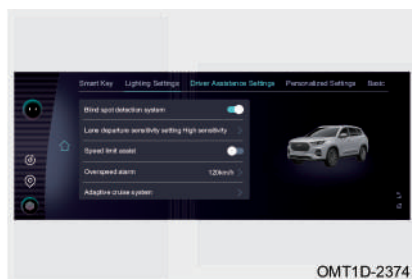 Smart Key Lighting Settings Driver Assistance Settings Personalized Settings Basic
Blind spot detection system
Lane departure sensitivity setting High sensitivity
Speed limit assist
Overspeed alarm 120km/h
Adaptive cruise system
OMT1D-2374